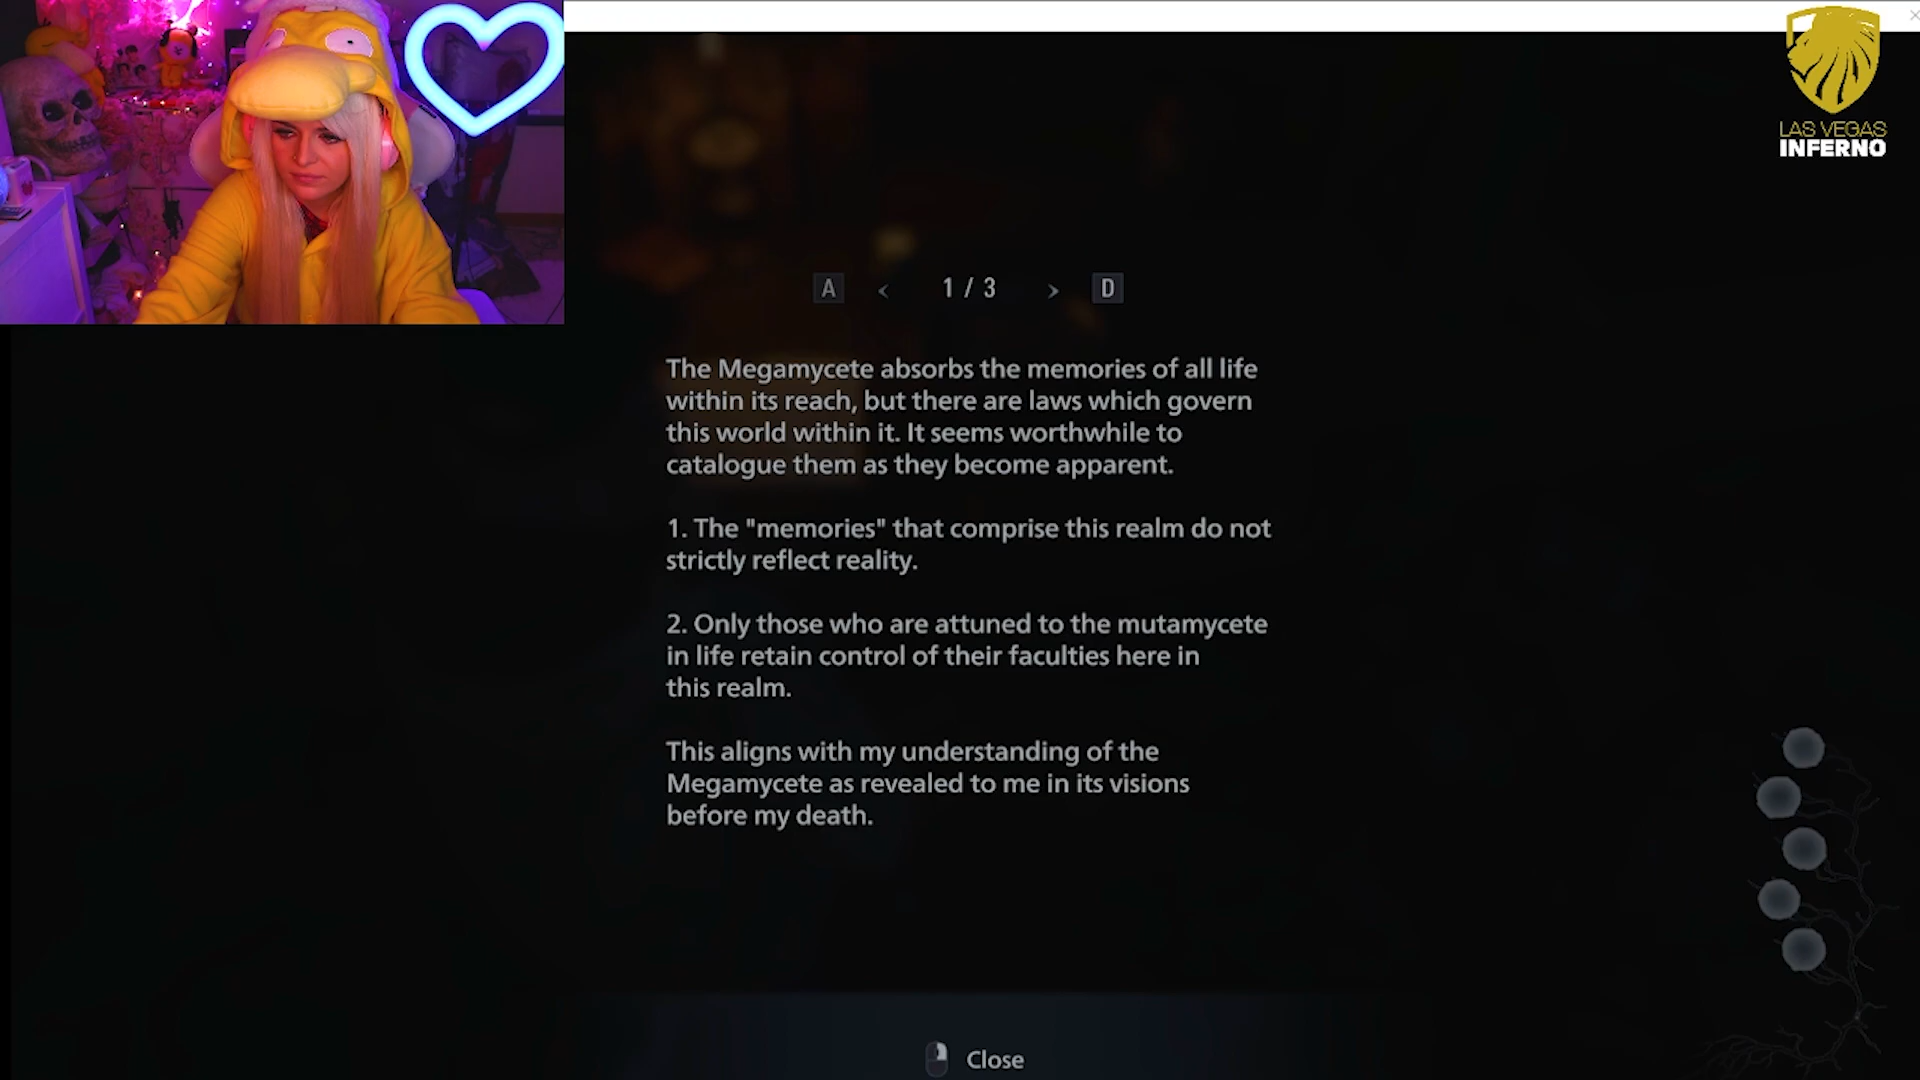 LAS VEGAS
INFERNO
A < 1 / 3 > D
The Megamycete absorbs the memories of all life
within its reach, but there are laws which govern
this world within it. It seems worthwhile to
catalogue them as they become apparent.
1. The "memories" that comprise this realm do not
strictly reflect reality.
2. Only those who are attuned to the mutamycete
in life retain control of their faculties here in
this realm.
This aligns with my understanding of the
Megamycete as revealed to me in its visions
before my death.
Close